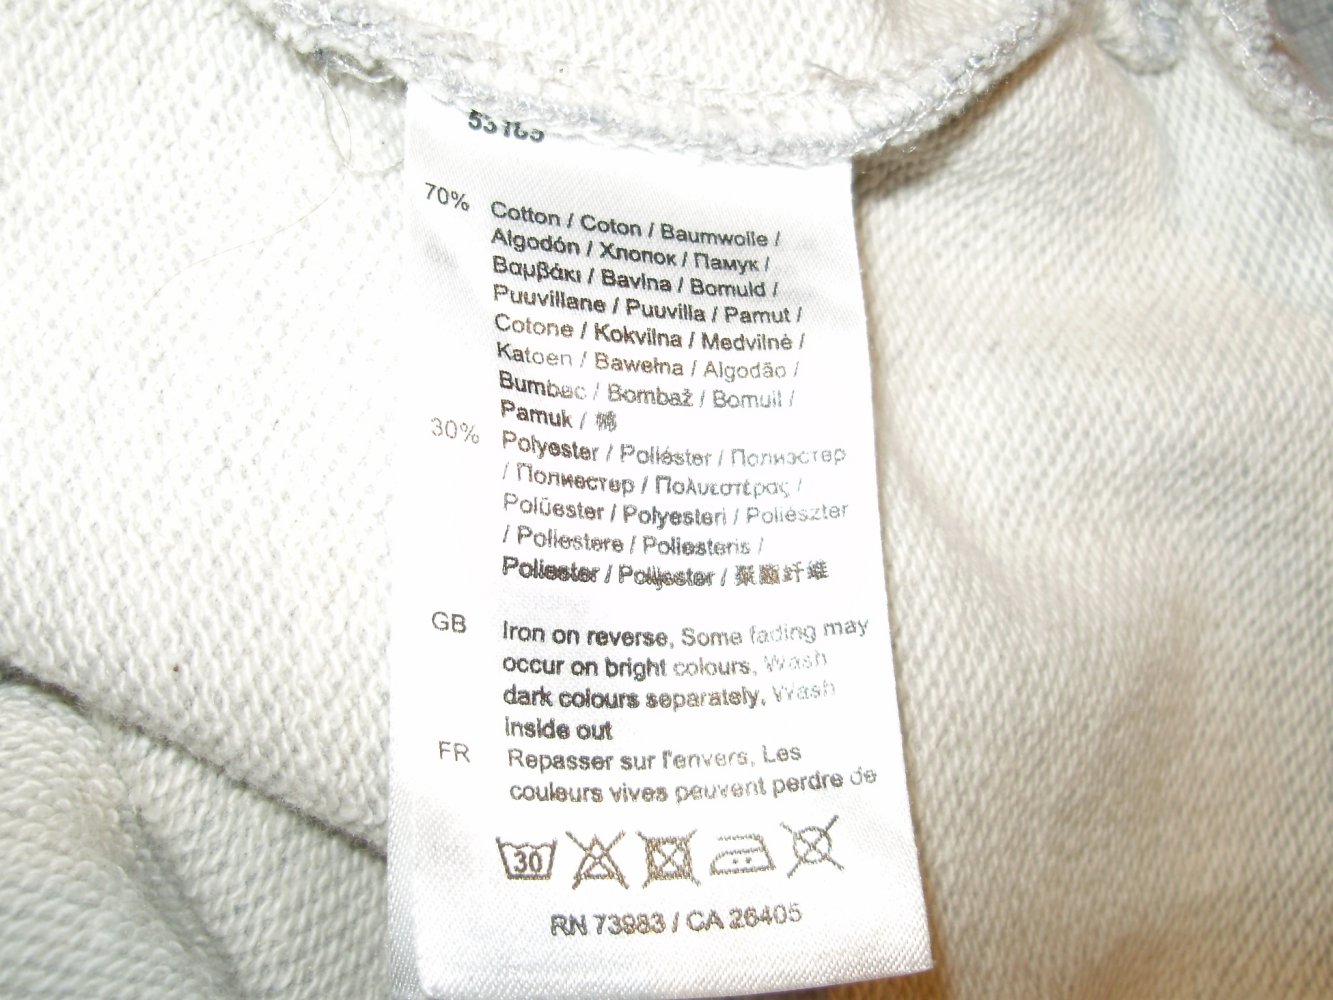 70% Cotton / Coton / Baumwolle /
Algodón / Хлопок / Памук /
Βαμβάκι / Bavlna / Bomuld /
Puuvillane / Puuvilla / Pamut /
Cotone / Kokvilna / Medvilnė /
Katoen / Bawełna / Algodão /
Bumbac / Bombaž / Bomull /
Pamuk / 棉
30% Polyester / Poliéster / Полиэстер
/ Полиестер / Πολυεστέρας /
Polüester / Polyesteri / Poliészter
/ Poliestere / Poliesteris /
Poliester / Polijester / 聚酯纤维
GB Iron on reverse, Some fading may
occur on bright colours, Wash
dark colours separately, Wash
inside out
FR Repasser sur l'envers, Les
couleurs vives peuvent perdre de
30
RN 73983 / CA 26405